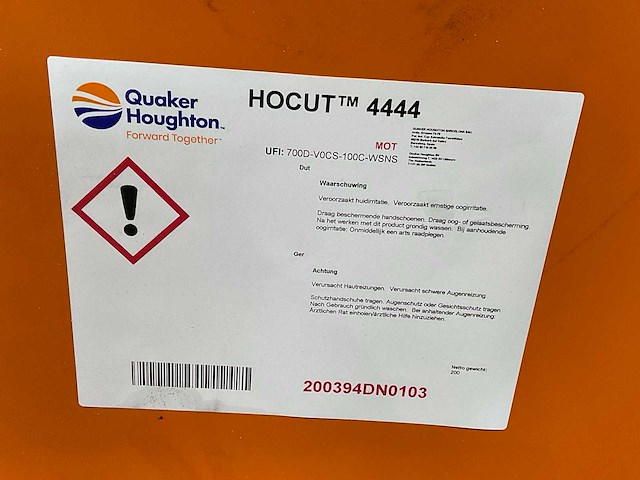 Quaker
Houghton™
Forward Together™
HOCUT™ 4444
MOT
UFI: 700D-V0CS-100C-WSNS
Dut
Waarschuwing
Veroorzaakt huidirritatie. Veroorzaakt ernstige oogirritatie.
Draag beschermende handschoenen. Draag oog- of gelaatsbescherming.
Na het werken met dit product grondig wassen. Bij aanhoudende
oogirritatie: Onmiddellijk een arts raadplegen.
Ger
Achtung
Verursacht Hautreizungen. Verursacht schwere Augenreizung.
Schutzhandschuhe tragen. Augenschutz oder Gesichtsschutz tragen.
Nach Gebrauch gründlich waschen. Bei anhaltender Augenreizung:
Ärztlichen Rat einholen/ärztliche Hilfe hinzuziehen.
Netto gewicht:
200
200394DN0103